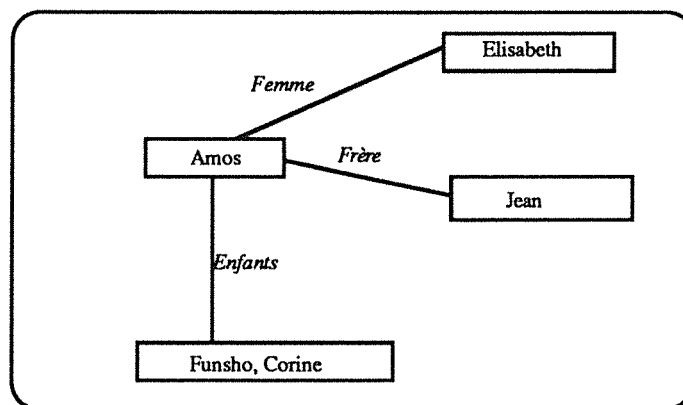 Elisabeth
Femme
Amos
Frère
Jean
Enfants
Funsho, Corine